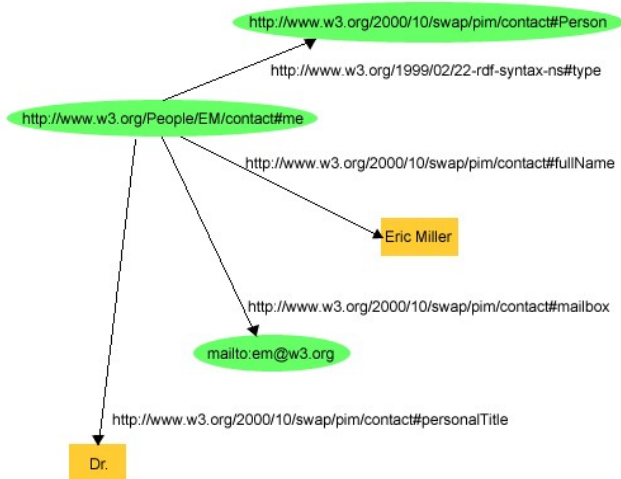 http://www.w3.org/2000/10/swap/pim/contact#Person
http://www.w3.org/1999/02/22-rdf-syntax-ns#type
http://www.w3.org/People/EM/contact#me
http://www.w3.org/2000/10/swap/pim/contact#fullName
Eric Miller
http://www.w3.org/2000/10/swap/pim/contact#mailbox
mailto:em@w3.org
http://www.w3.org/2000/10/swap/pim/contact#personalTitle
Dr.